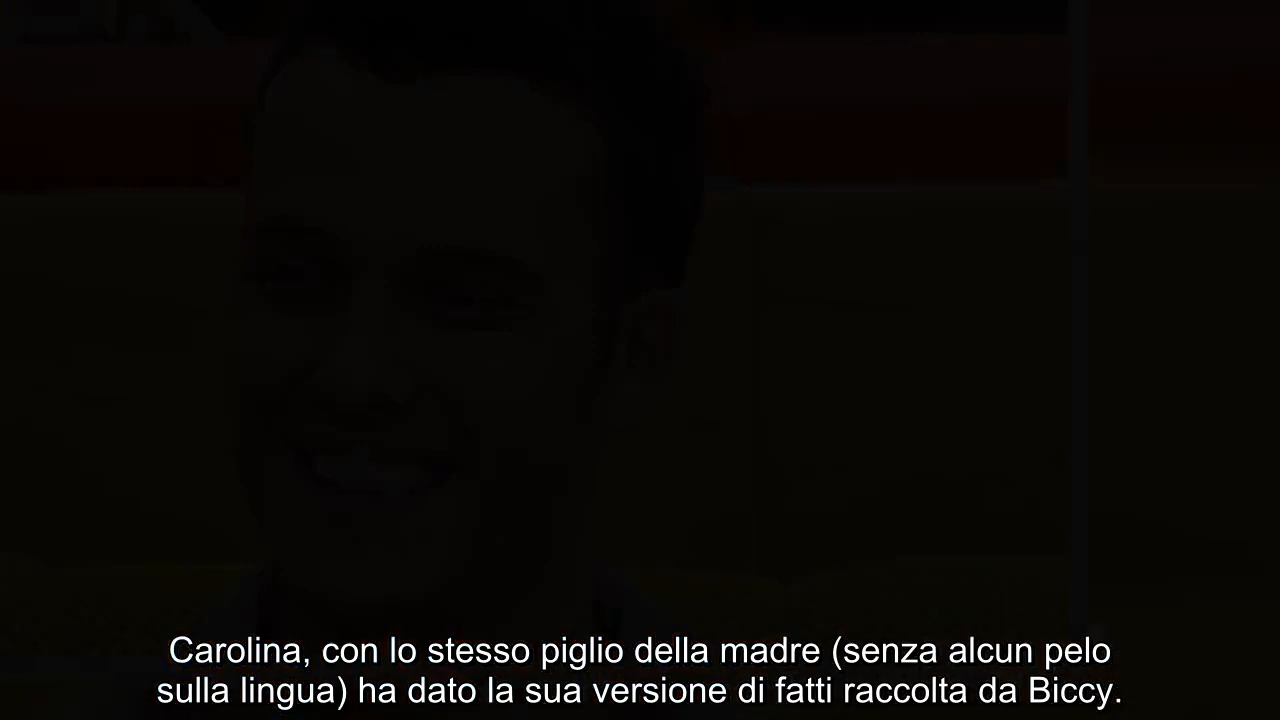 Carolina, con lo stesso piglio della madre (senza alcun pelo
sulla lingua) ha dato la sua versione di fatti raccolta da Biccy.